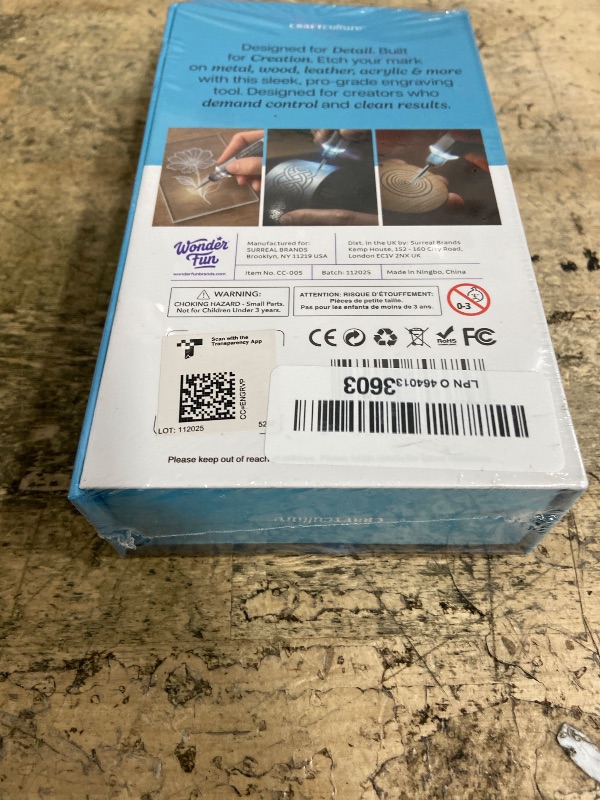 CRAFTculture
Designed for Detail. Built
for Creation. Etch your mark
on metal, wood, leather, acrylic & more
with this sleek, pro-grade engraving
tool. Designed for creators who
demand control and clean results.
Wonder
Fun
wonderfunbrands.com
Manufactured for:
SURREAL BRANDS
Brooklyn, NY 11219 USA
Dist. in the UK by: Surreal Brands
Kemp House, 152 - 160 City Road,
London EC1V 2NX UK
Item No. CC-005
Batch: 112025
Made in Ningbo, China
WARNING:
CHOKING HAZARD - Small Parts.
Not for Children Under 3 years.
ATTENTION: RISQUE D'ÉTOUFFEMENT:
Pièces de petite taille.
Pas pour les enfants de moins de 3 ans.
0-3
CE
RoHS
FC
Scan with the
Transparency App
CC#ENGRVP
LOT: 112025
52
LPN O 464013
3603
Please keep out of reach
CRAFTculture